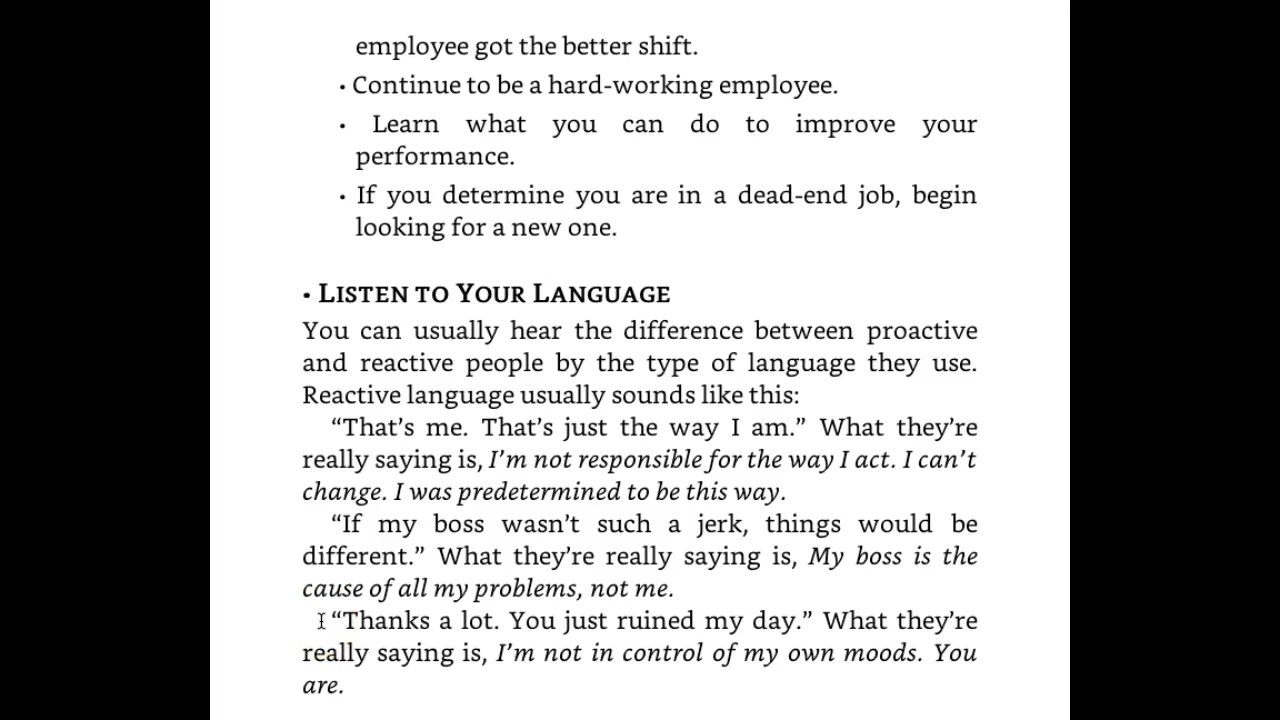 employee got the better shift.
• Continue to be a hard-working employee.
• Learn what you can do to improve your
performance.
• If you determine you are in a dead-end job, begin
looking for a new one.
• LISTEN TO YOUR LANGUAGE
You can usually hear the difference between proactive
and reactive people by the type of language they use.
Reactive language usually sounds like this:
“That’s me. That’s just the way I am.” What they’re
really saying is, I’m not responsible for the way I act. I can’t
change. I was predetermined to be this way.
“If my boss wasn’t such a jerk, things would be
different.” What they’re really saying is, My boss is the
cause of all my problems, not me.
“Thanks a lot. You just ruined my day.” What they’re
really saying is, I’m not in control of my own moods. You
are.